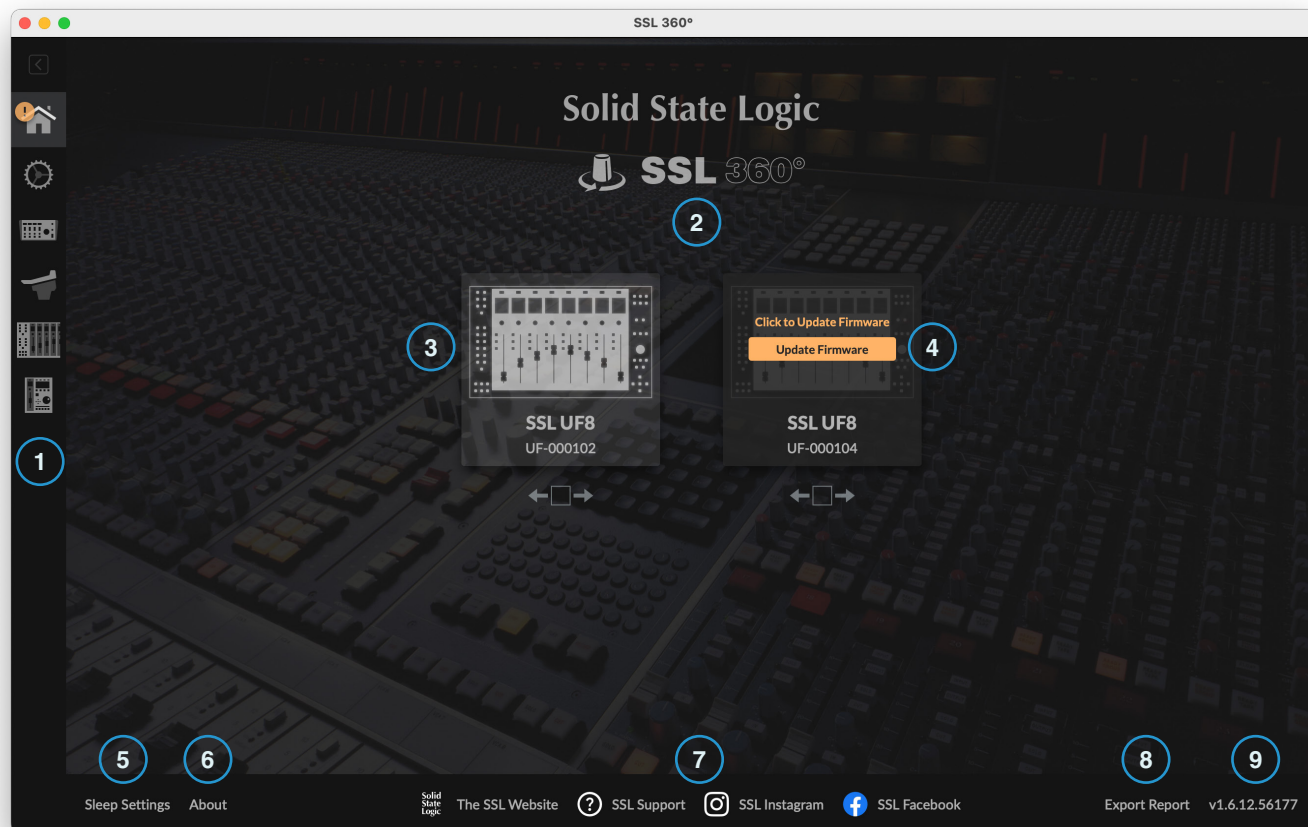 SSL 360°
Solid State Logic
SSL 360°
2
Click to Update Firmware
3
Update Firmware
4
SSL UF8
SSL UF8
UF-000102
UF-000104
1
5
6
7
8
9
Sleep Settings
About
Solid State Logic
The SSL Website
? SSL Support
SSL Instagram
SSL Facebook
Export Report
v1.6.12.56177